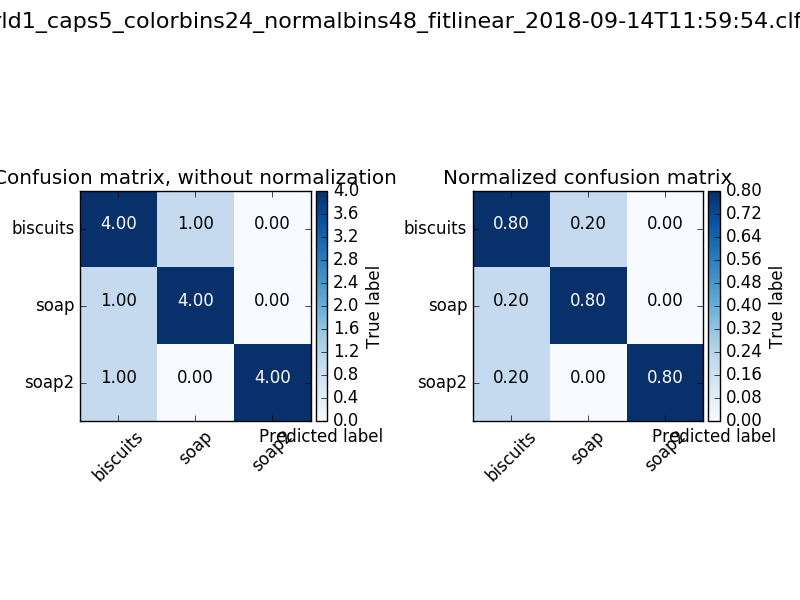 rld1_caps5_colorbins24_normalbins48_fitlinear_2018-09-14T11:59:54.clf
Confusion matrix, without normalization
biscuits
soap
soap2
4.00 1.00 0.00
1.00 4.00 0.00
1.00 0.00 4.00
4.0
3.6
3.2
2.8
2.4
2.0
1.6
1.2
0.8
0.4
0.0
True label
Predicted label
biscuits
soap
soap2
Normalized confusion matrix
biscuits
soap
soap2
0.80 0.20 0.00
0.20 0.80 0.00
0.20 0.00 0.80
0.80
0.72
0.64
0.56
0.48
0.40
0.32
0.24
0.16
0.08
0.00
True label
Predicted label
biscuits
soap
soap2